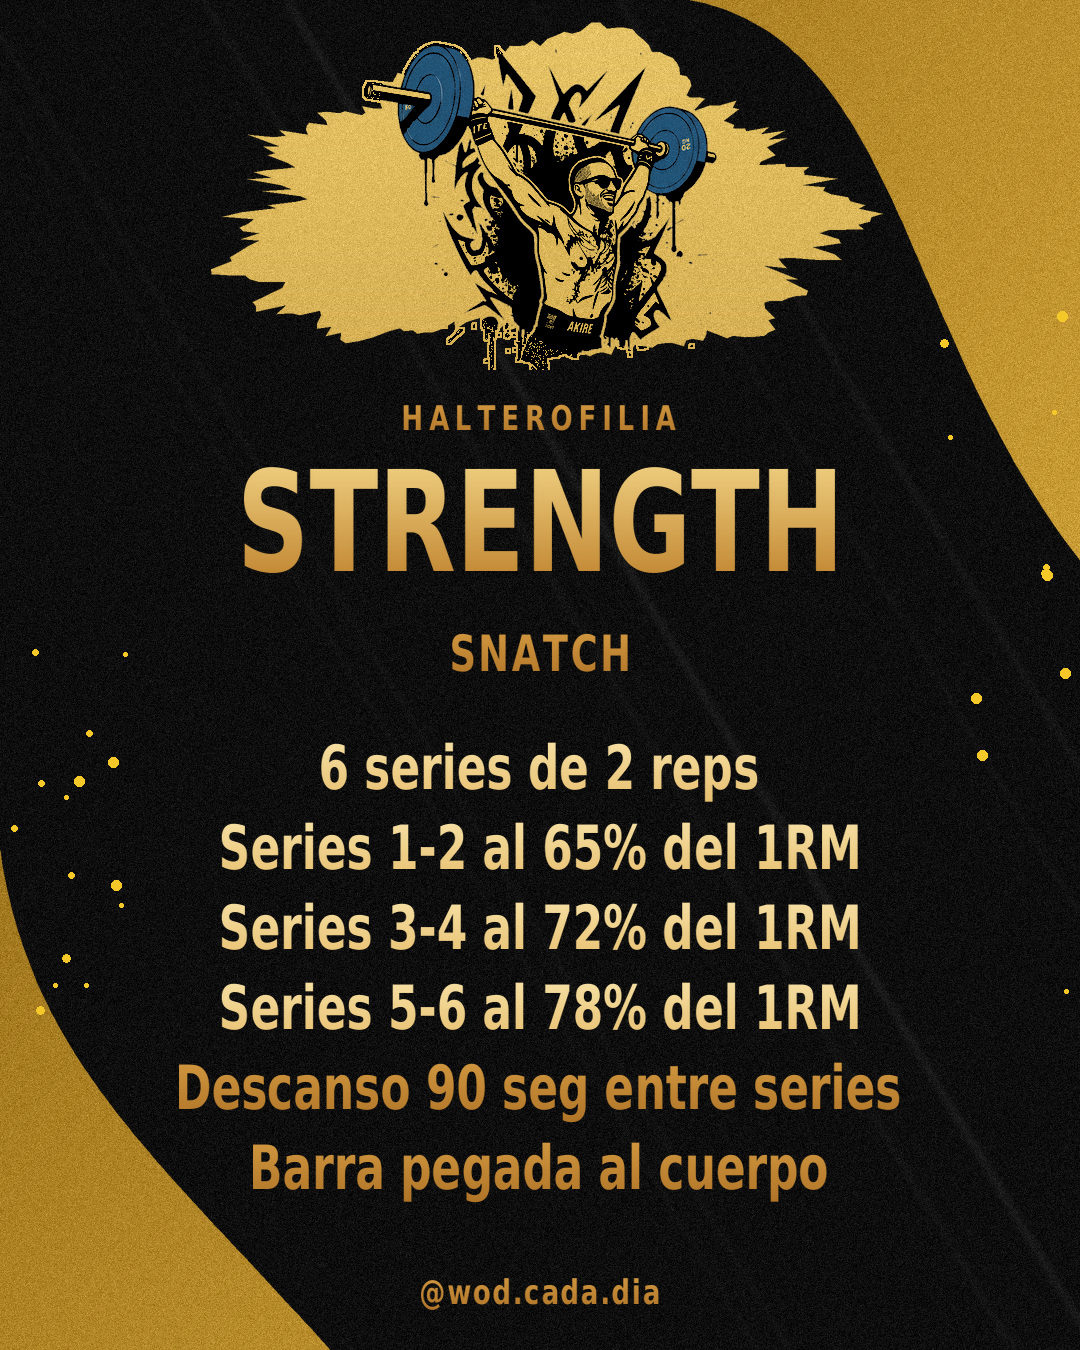 AKIRE
HALTEROFILIA
STRENGTH
SNATCH
6 series de 2 reps
Series 1-2 al 65% del 1RM
Series 3-4 al 72% del 1RM
Series 5-6 al 78% del 1RM
Descanso 90 seg entre series
Barra pegada al cuerpo
@wod.cada.dia